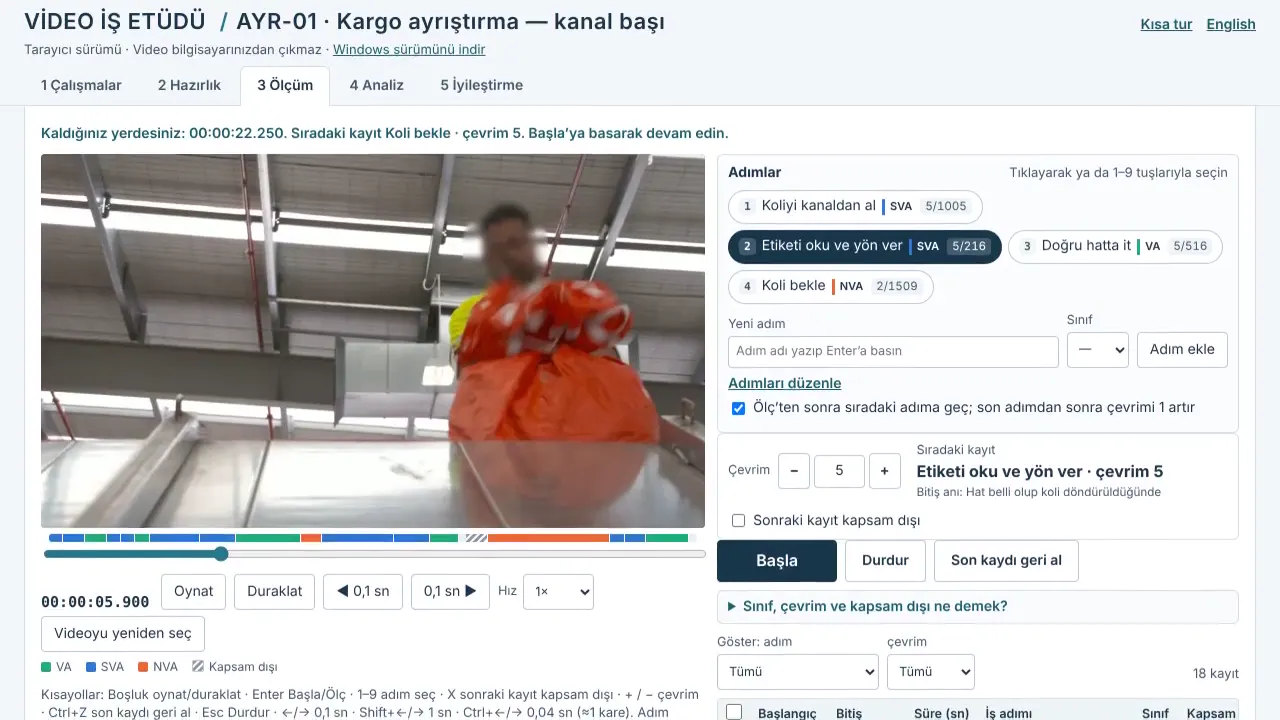 VİDEO İŞ ETÜDÜ / AYR-01 · Kargo ayrıştırma — kanal başı
Kısa tur English
Tarayıcı sürümü · Video bilgisayarınızdan çıkmaz · Windows sürümünü indir
1 Çalışmalar 2 Hazırlık 3 Ölçüm 4 Analiz 5 İyileştirme
Kaldığınız yerdesiniz: 00:00:22.250. Sıradaki kayıt Koli bekle · çevrim 5. Başla’ya basarak devam edin.
Adımlar Tıklayarak ya da 1–9 tuşlarıyla seçin
1 Koliyi kanaldan al SVA 5/1005
2 Etiketi oku ve yön ver SVA 5/216 3 Doğru hatta it VA 5/516
4 Koli bekle NVA 2/1509
Yeni adım Sınıf
Adım adı yazıp Enter’a basın — Adım ekle
Adımları düzenle
Ölç’ten sonra sıradaki adıma geç; son adımdan sonra çevrimi 1 artır
Çevrim − 5 + Sıradaki kayıt
Etiketi oku ve yön ver · çevrim 5
Bitiş anı: Hat belli olup koli döndürüldüğünde
Sonraki kayıt kapsam dışı
Başla Durdur Son kaydı geri al
00:00:05.900 Oynat Duraklat ◀ 0,1 sn 0,1 sn ▶ Hız 1×
Videoyu yeniden seç
VA SVA NVA Kapsam dışı
Kısayollar: Boşluk oynat/duraklat · Enter Başla/Ölç · 1–9 adım seç · X sonraki kayıt kapsam dışı · + / − çevrim
· Ctrl+Z son kaydı geri al · Esc Durdur · ←/→ 0,1 sn · Shift+←/→ 1 sn · Ctrl+←/→ 0,04 sn (≈1 kare). Adım
▶ Sınıf, çevrim ve kapsam dışı ne demek?
Göster: adım çevrim
Tümü Tümü 18 kayıt
Başlangıç Bitiş Süre (sn) İş adımı Sınıf Kapsam